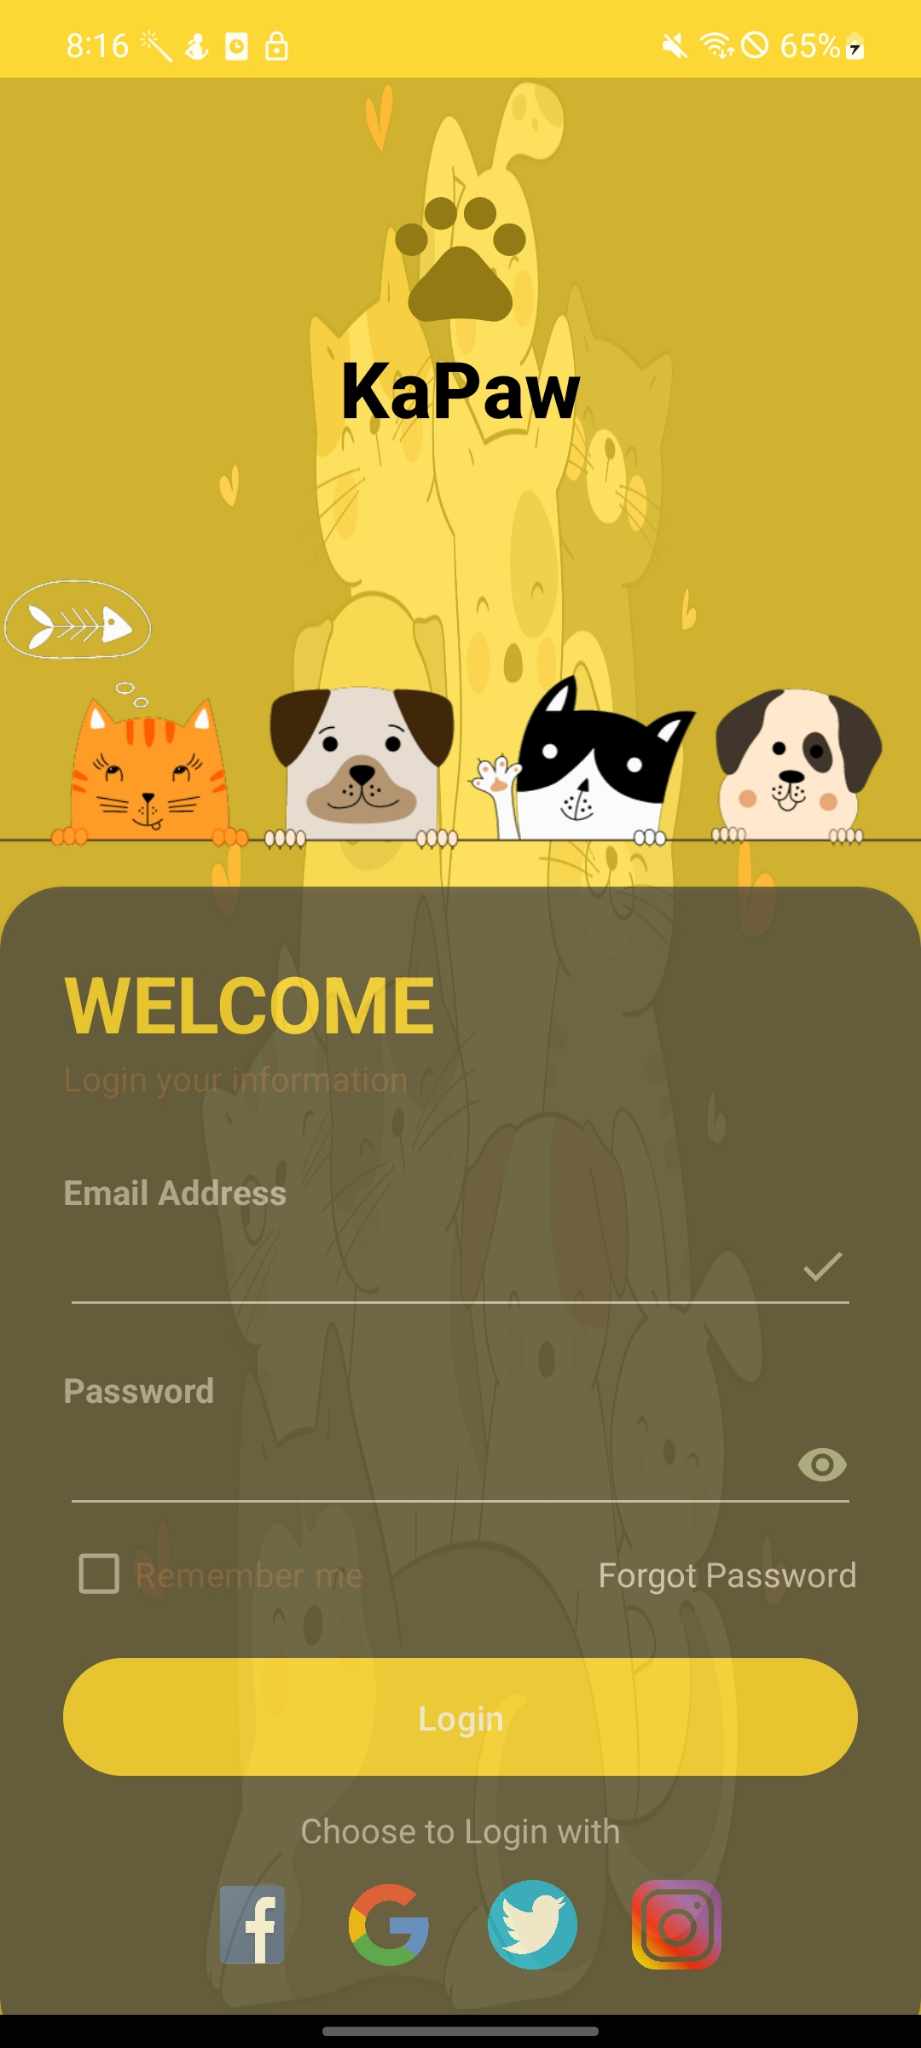 8:16
65%
KaPaw
WELCOME
Login your information
Email Address
Password
Remember me
Forgot Password
Login
Choose to Login with